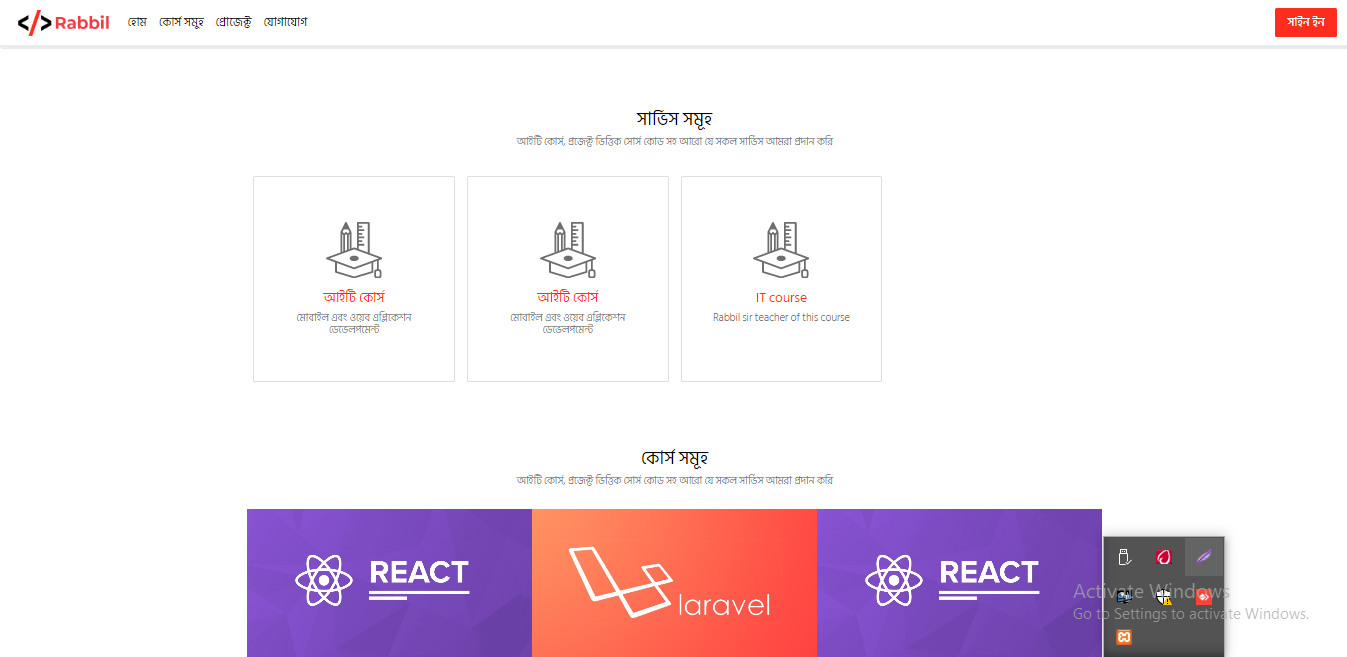 </> Rabbil হোম কোর্স সমুহ প্রোজেক্ট যোগাযোগ সাইন ইন
সার্ভিস সমূহ
আইটি কোর্স, প্রজেক্ট ভিত্তিক সোর্স কোড সহ আরো যে সকল সার্ভিস আমরা প্রদান করি
আইটি কোর্স
মোবাইল এবং ওয়েব এপ্লিকেশন
ডেভেলপমেন্ট
আইটি কোর্স
মোবাইল এবং ওয়েব এপ্লিকেশন
ডেভেলপমেন্ট
IT course
Rabbil sir teacher of this course
কোর্স সমূহ
আইটি কোর্স, প্রজেক্ট ভিত্তিক সোর্স কোড সহ আরো যে সকল সার্ভিস আমরা প্রদান করি
REACT
laravel
REACT
Activate Windows
Go to Settings to activate Windows.